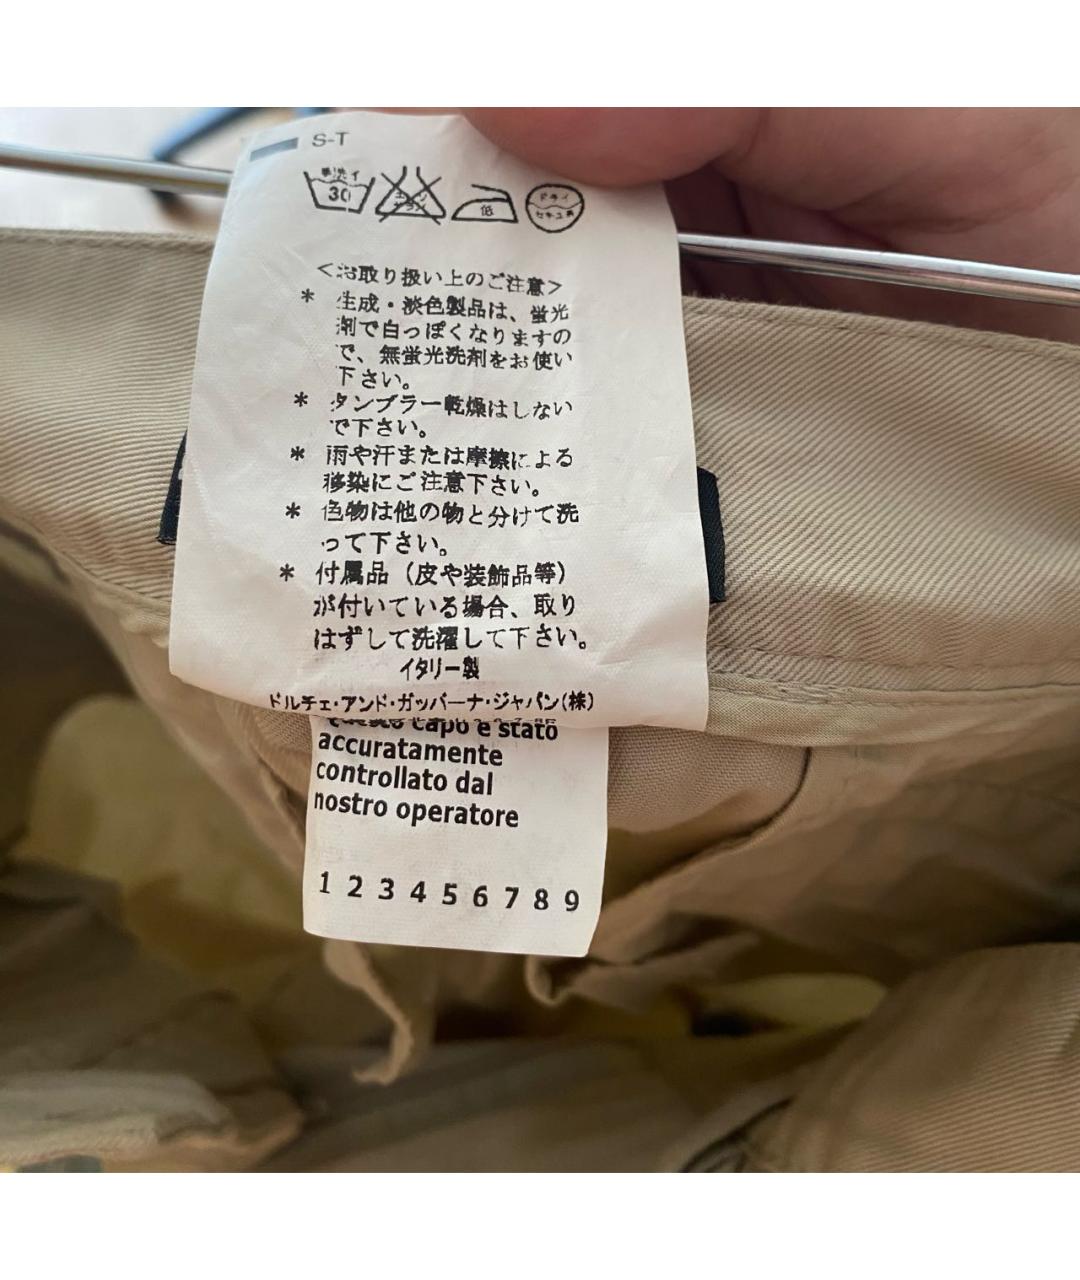 S-T
30
低
ドライ
セキユ系
<お取り扱い上のご注意>
* 生成・淡色製品は、蛍光
剤で白っぽくなりますの
で、無蛍光洗剤をお使い
下さい。
* タンブラー乾燥はしない
で下さい。
* 雨や汗または摩擦による
移染にご注意下さい。
* 色物は他の物と分けて洗
って下さい。
* 付属品（皮や装飾品等）
が付いている場合、取り
はずして洗濯して下さい。
イタリー製
ドルチェ・アンド・ガッバーナ・ジャパン(株)
capo è stato
accuratamente
controllato dal
nostro operatore
1 2 3 4 5 6 7 8 9